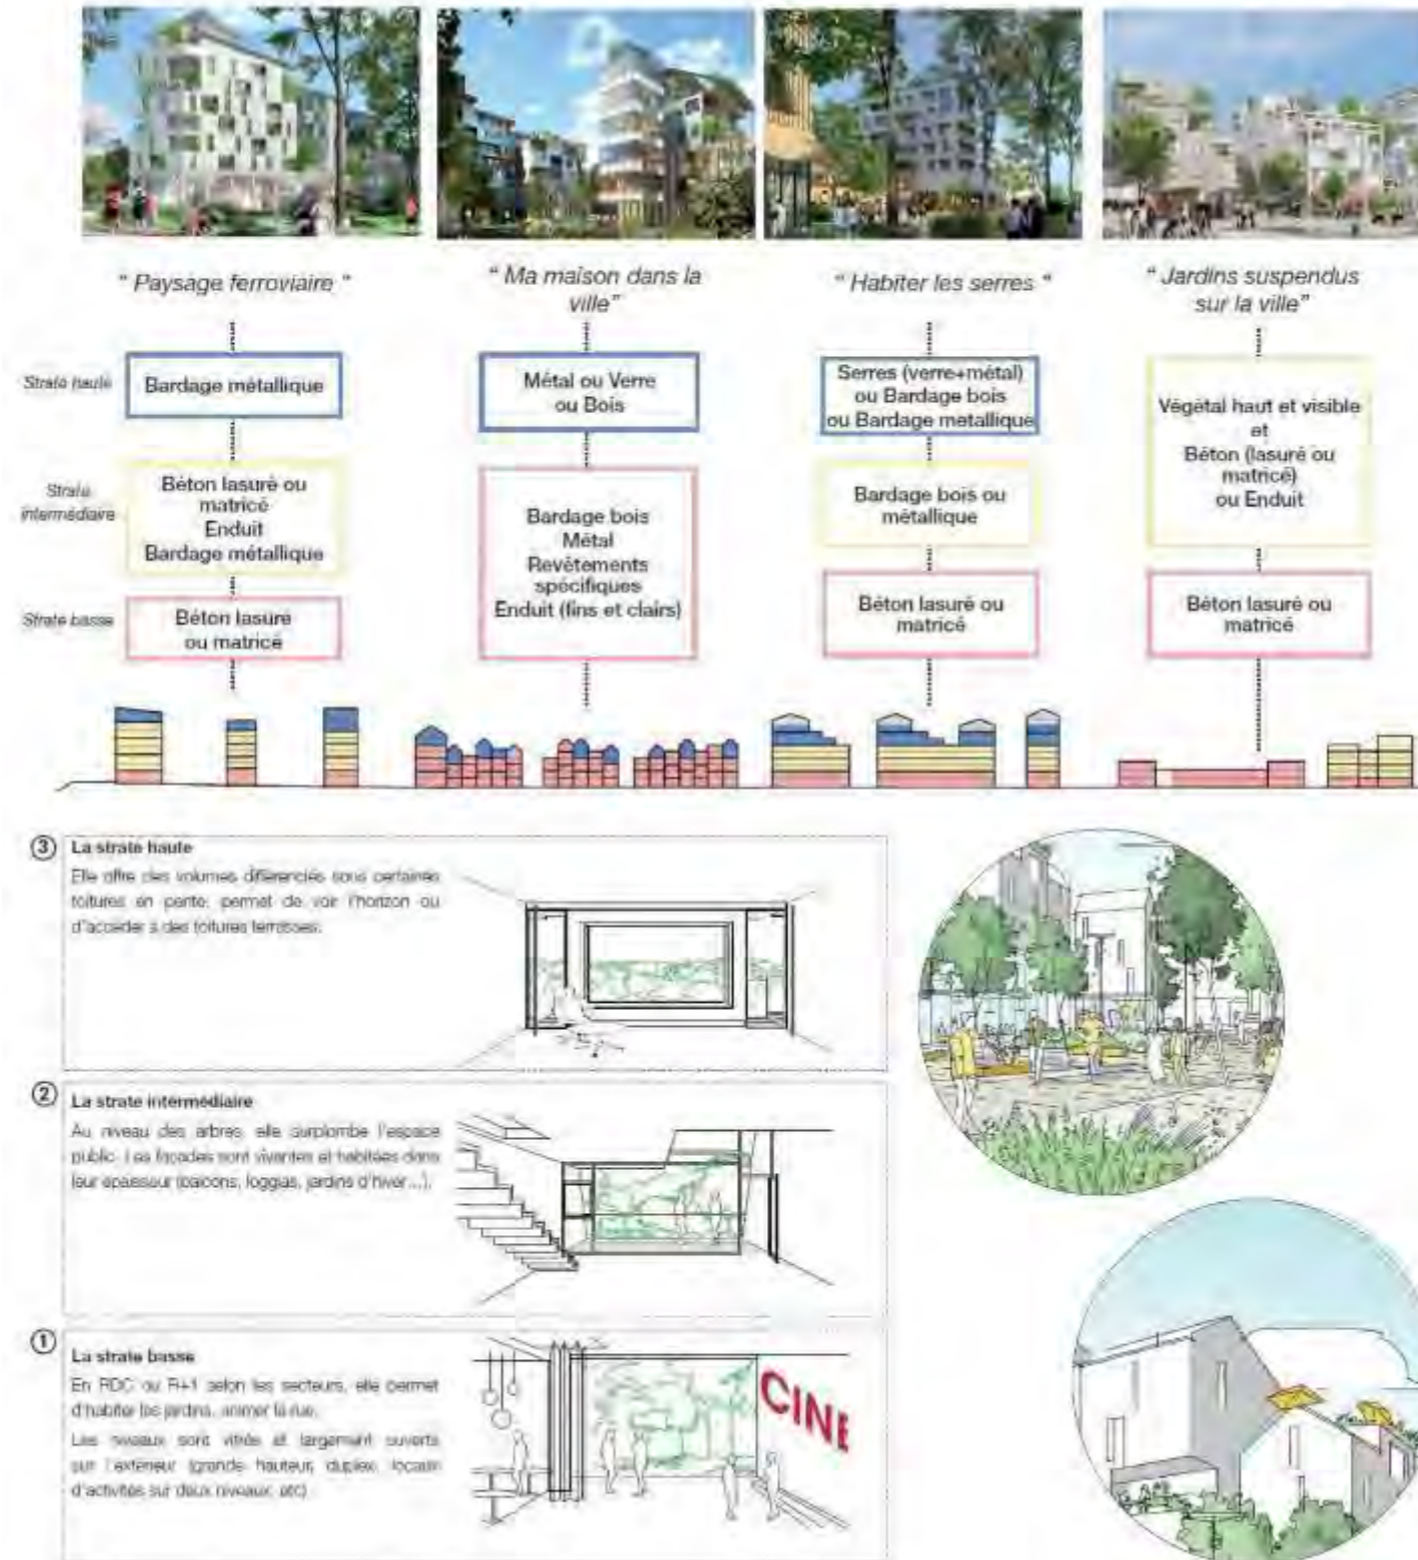 " Paysage ferroviaire "
" Ma maison dans la
ville"
" Habiter les serres "
" Jardins suspendus
sur la ville"
Strate haute
Bardage métallique
Métal ou Verre
ou Bois
Serres (verre+métal)
ou Bardage bois
ou Bardage metallique
Végétal haut et visible
et
Béton (lasuré ou
matricé)
ou Enduit
Strate
intermédiaire
Béton lasuré ou
matricé
Enduit
Bardage métallique
Bardage bois
Métal
Revêtements
spécifiques
Enduit (fins et clairs)
Bardage bois ou
métallique
Strate basse
Béton lasuré
ou matricé
Béton lasuré ou
matricé
Béton lasuré ou
matricé
3
La strate haute
Elle offre des volumes différenciés sous certaines
toitures en pente, permet de voir l'horizon ou
d'accéder à des toitures terrasses.
2
La strate intermédiaire
Au niveau des arbres, elle surplombe l'espace
public. Les façades sont vivantes et habitées dans
leur épaisseur (balcons, loggias, jardins d'hiver...).
1
La strate basse
En RDC ou R+1 selon les secteurs, elle permet
d'habiter les jardins, animer la rue.
Les niveaux sont vitrés et largement ouverts
sur l'extérieur (grande hauteur, duplex, locaux
d'activités sur deux niveaux, etc)
CINE